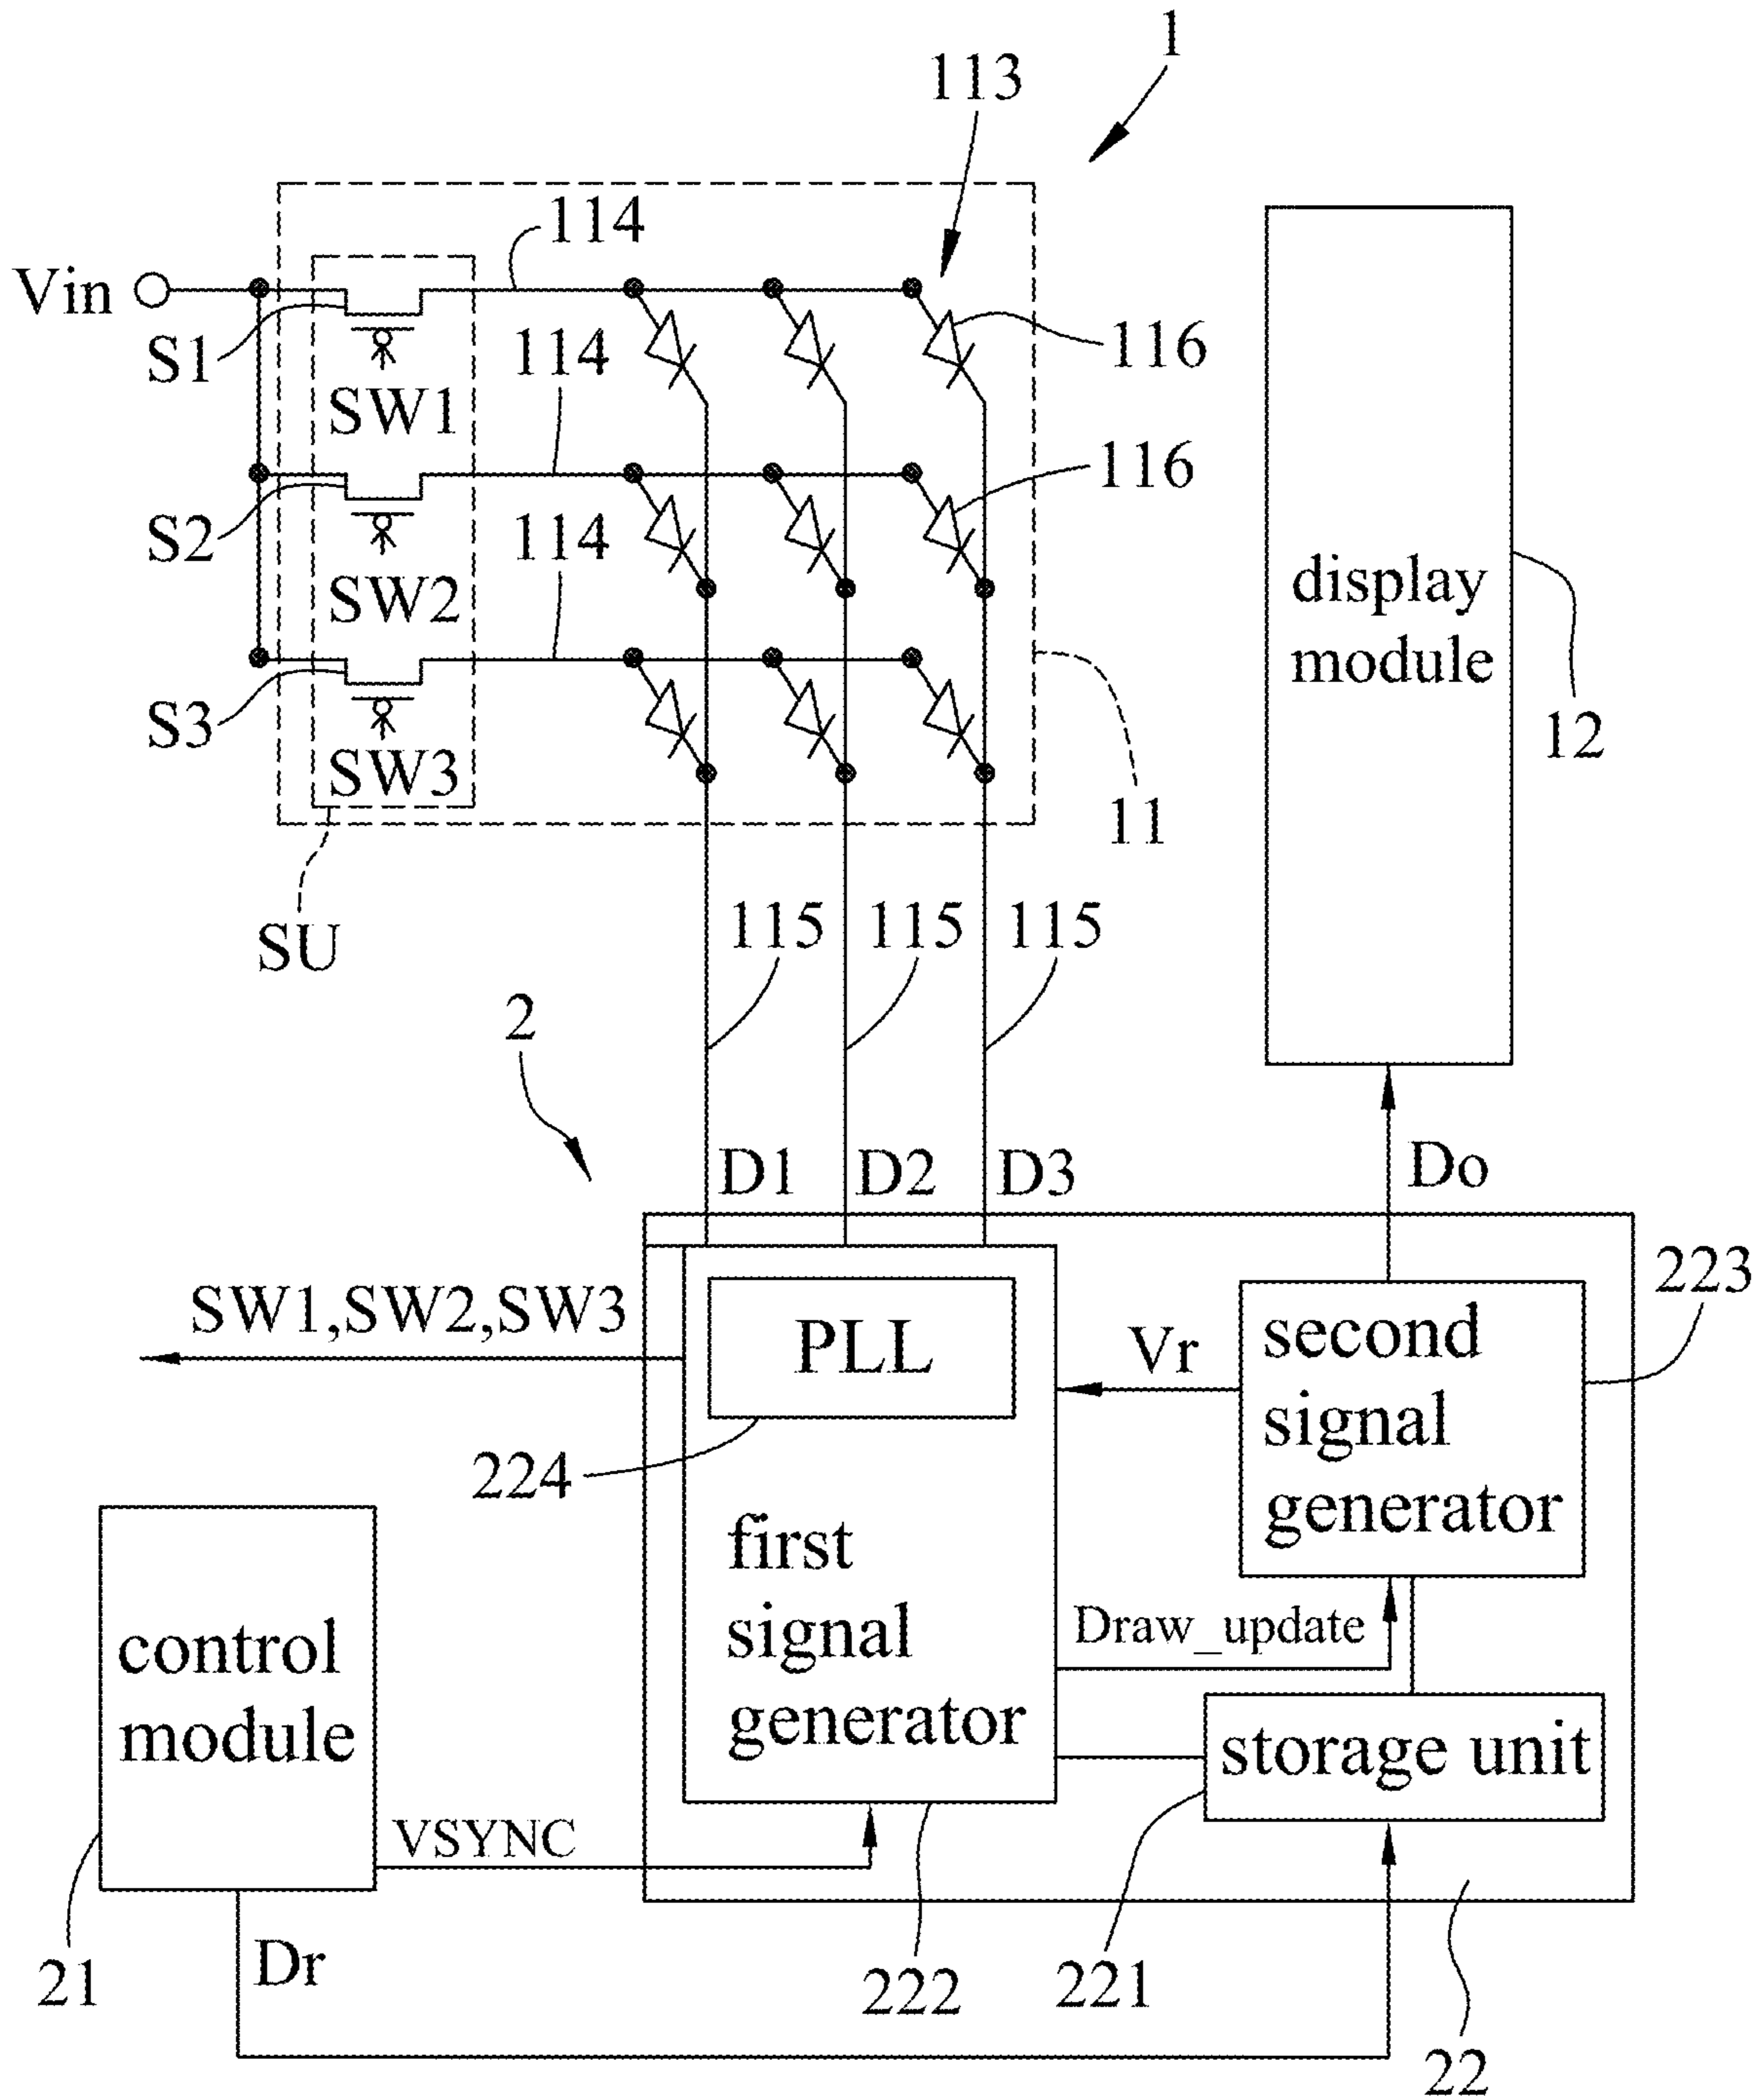 1
113
114
Vin
S1
SW1
114
116
116
S2
SW2
114
display
module
S3
SW3
12
11
SU
115
115
115
2
D1
D2
D3
Do
SW1,SW2,SW3
PLL
Vr
second
signal
generator
223
224
first
signal
generator
Draw_update
control
module
storage unit
VSYNC
21
Dr
222
221
22